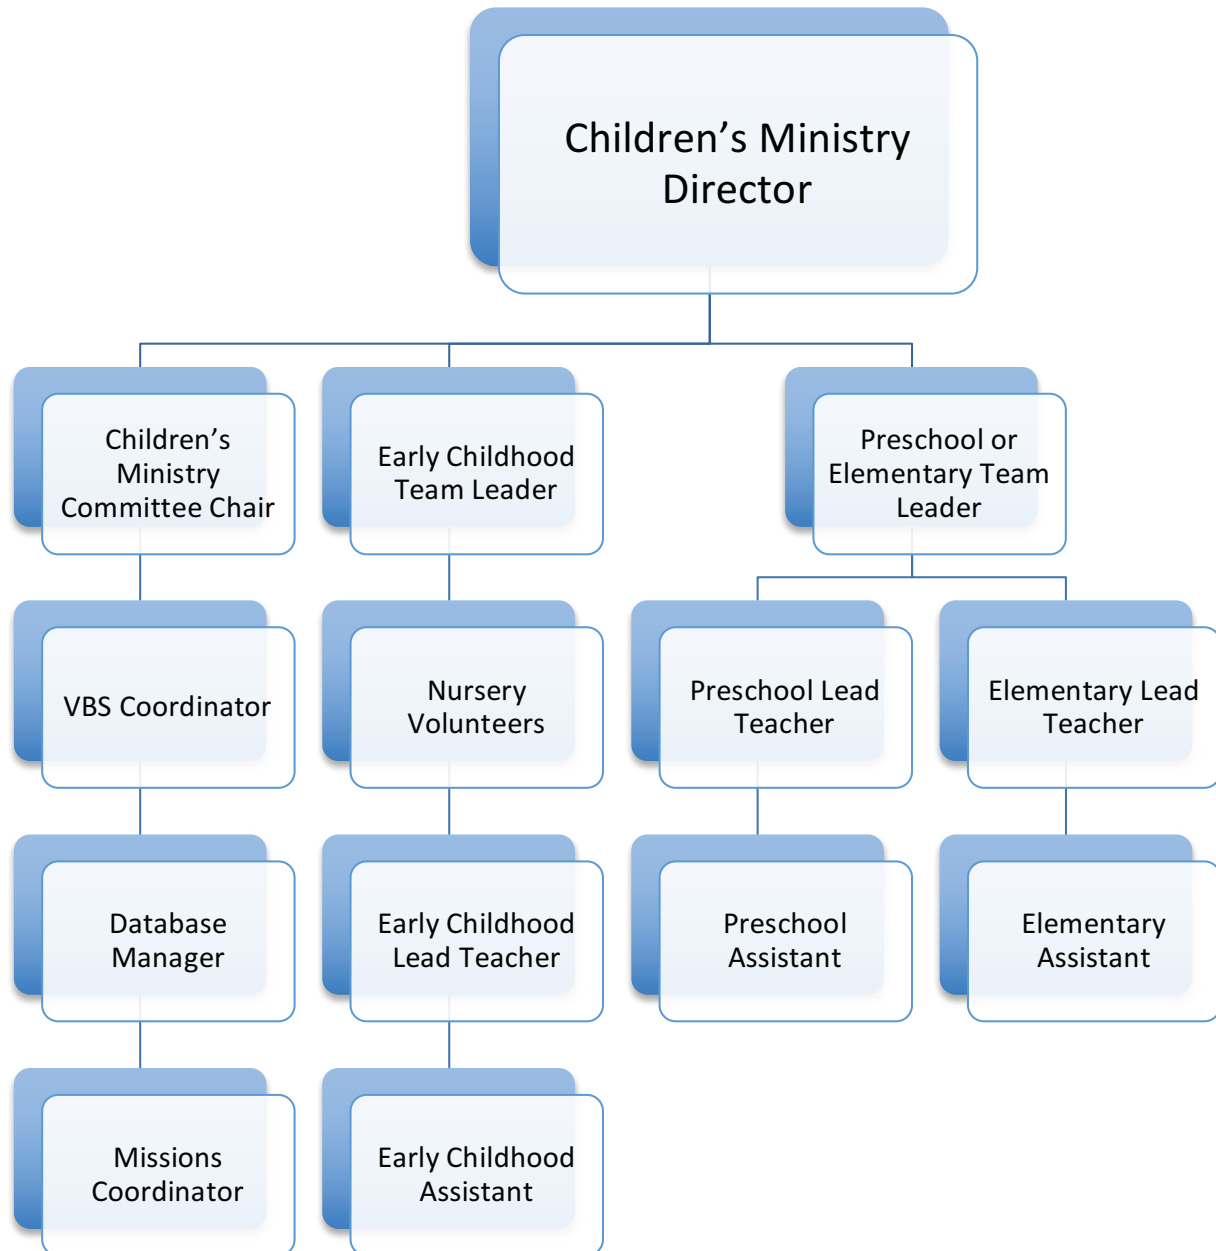 Children’s Ministry
Director
Children’s
Ministry
Committee Chair
Early Childhood
Team Leader
Preschool or
Elementary Team
Leader
VBS Coordinator
Nursery
Volunteers
Preschool Lead
Teacher
Elementary Lead
Teacher
Database
Manager
Early Childhood
Lead Teacher
Preschool
Assistant
Elementary
Assistant
Missions
Coordinator
Early Childhood
Assistant